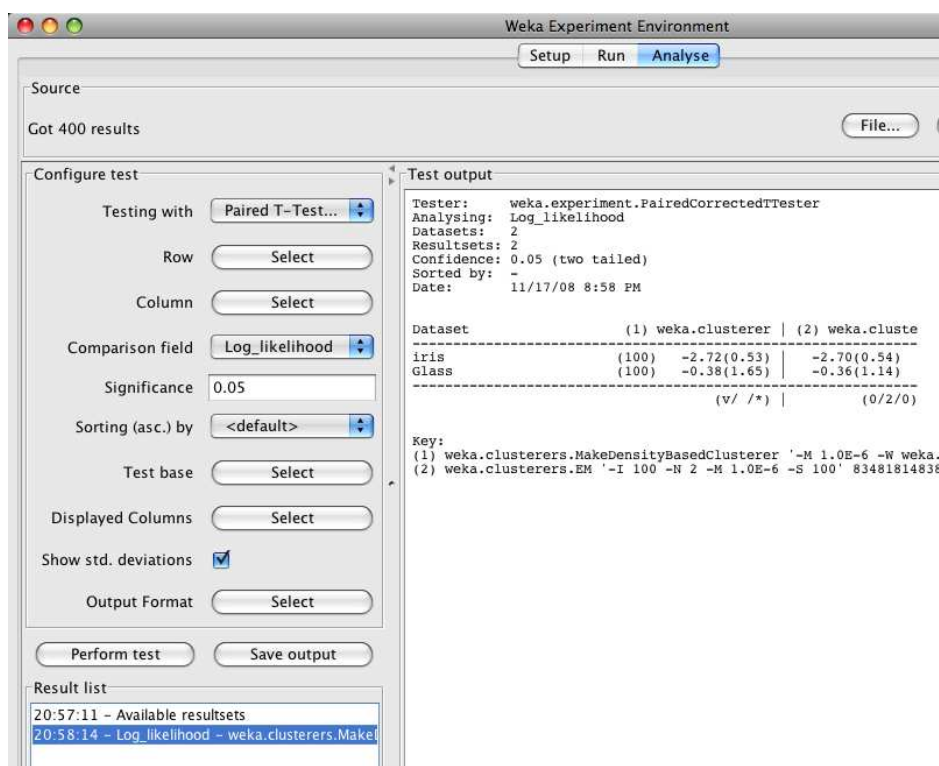 Weka Experiment Environment
Setup Run Analyse
Source
Got 400 results
File...
Configure test
Testing with Paired T-Test...
Row Select
Column Select
Comparison field Log_likelihood
Significance 0.05
Sorting (asc.) by <default>
Test base Select
Displayed Columns Select
Show std. deviations
Output Format Select
Perform test Save output
Result list
20:57:11 – Available resultsets
20:58:14 – Log_likelihood – weka.clusterers.MakeD
Test output
Tester: weka.experiment.PairedCorrectedTTester
Analysing: Log_likelihood
Datasets: 2
Resultsets: 2
Confidence: 0.05 (two tailed)
Sorted by: -
Date: 11/17/08 8:58 PM
Dataset (1) weka.clusterer | (2) weka.cluste
--------------------------------------------------------------
iris (100) -2.72(0.53) | -2.70(0.54)
Glass (100) -0.38(1.65) | -0.36(1.14)
--------------------------------------------------------------
(v/ /*) | (0/2/0)
Key:
(1) weka.clusterers.MakeDensityBasedClusterer '-M 1.0E-6 -W weka.
(2) weka.clusterers.EM '-I 100 -N 2 -M 1.0E-6 -S 100' 83481814838